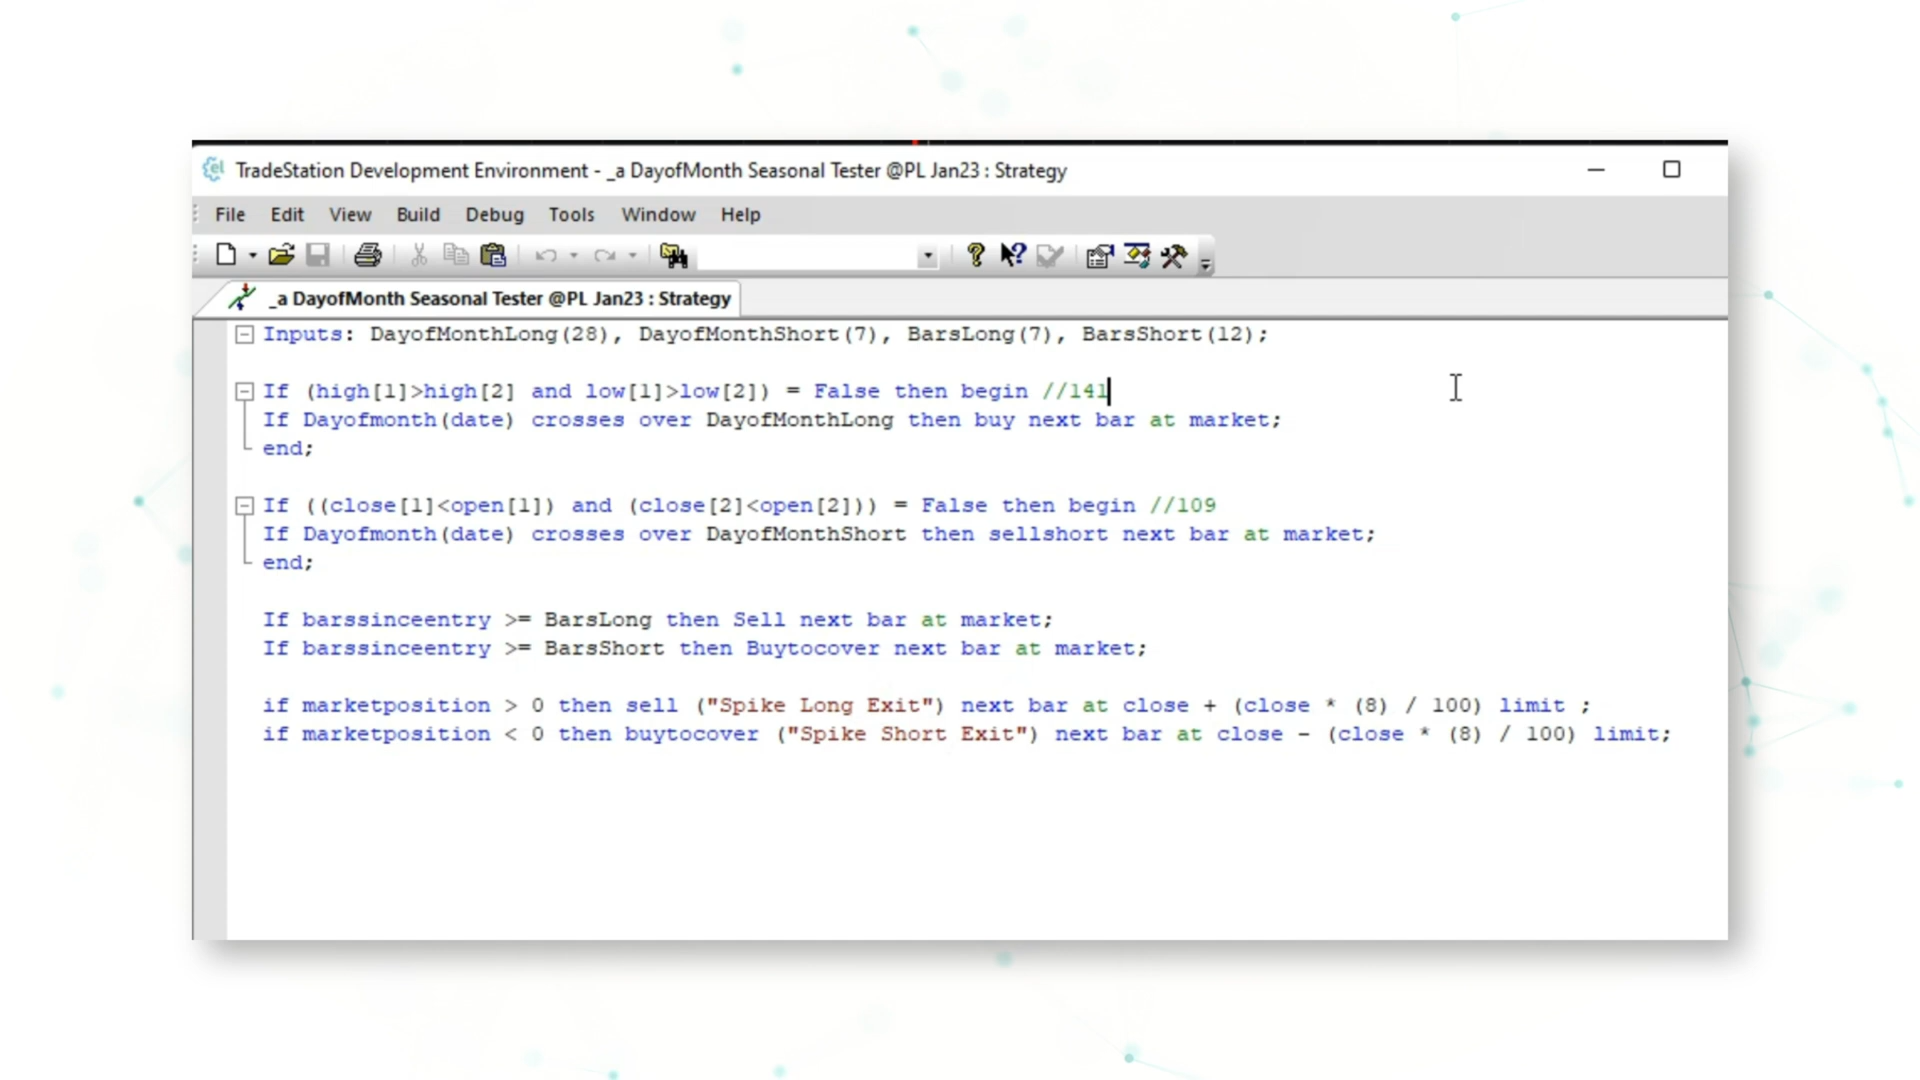 TradeStation Development Environment - _a DayofMonth Seasonal Tester @PL Jan23 : Strategy
File Edit View Build Debug Tools Window Help
_a DayofMonth Seasonal Tester @PL Jan23 : Strategy
Inputs: DayofMonthLong(28), DayofMonthShort(7), BarsLong(7), BarsShort(12);
If (high[1]>high[2] and low[1]>low[2]) = False then begin //141
If Dayofmonth(date) crosses over DayofMonthLong then buy next bar at market;
end;
If ((close[1]<open[1]) and (close[2]<open[2])) = False then begin //109
If Dayofmonth(date) crosses over DayofMonthShort then sellshort next bar at market;
end;
If barssinceentry >= BarsLong then Sell next bar at market;
If barssinceentry >= BarsShort then Buytocover next bar at market;
if marketposition > 0 then sell ("Spike Long Exit") next bar at close + (close * (8) / 100) limit ;
if marketposition < 0 then buytocover ("Spike Short Exit") next bar at close - (close * (8) / 100) limit;